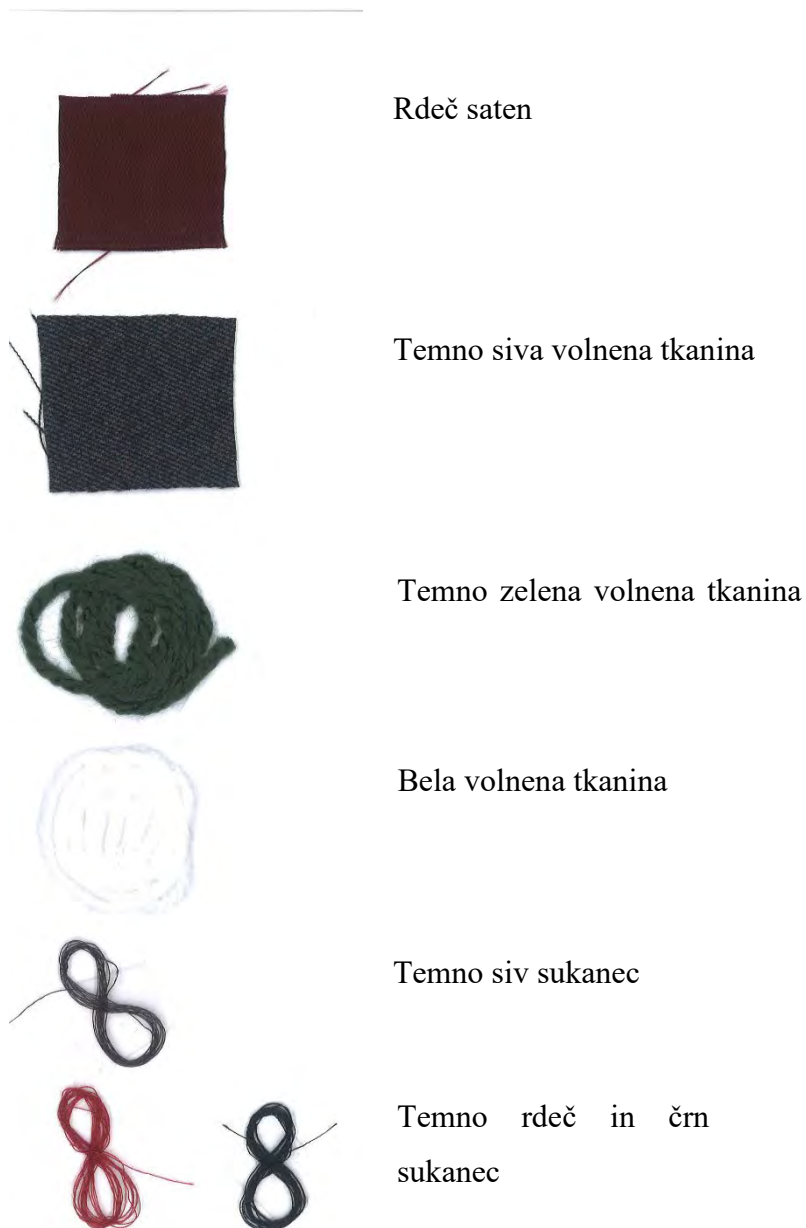 Rdeč saten
Temno siva volnena tkanina
Temno zelena volnena tkanina
Bela volnena tkanina
Temno siv sukanec
Temno rdeč in črn
sukanec